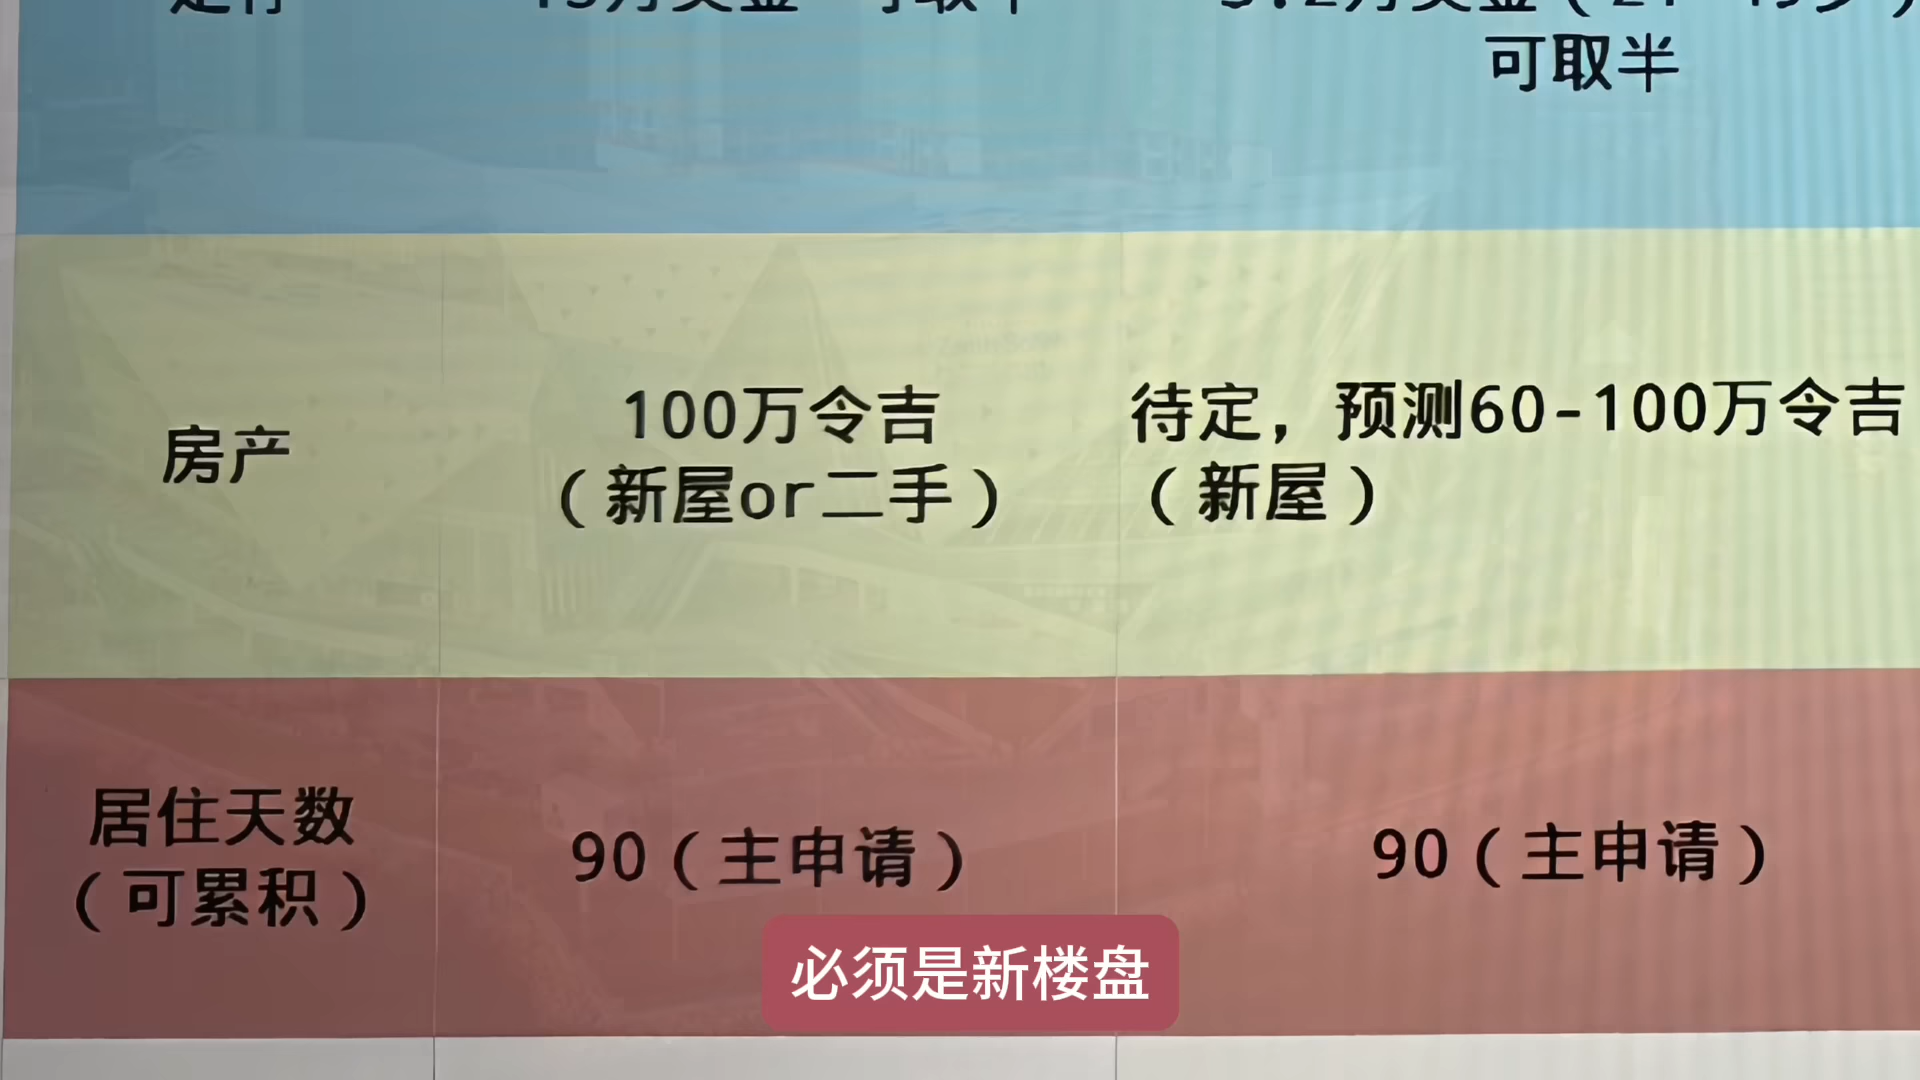 可取半
房产
100万令吉
（新屋or二手）
待定，预测60-100万令吉
（新屋）
居住天数
（可累积）
90（主申请）
90（主申请）
必须是新楼盘